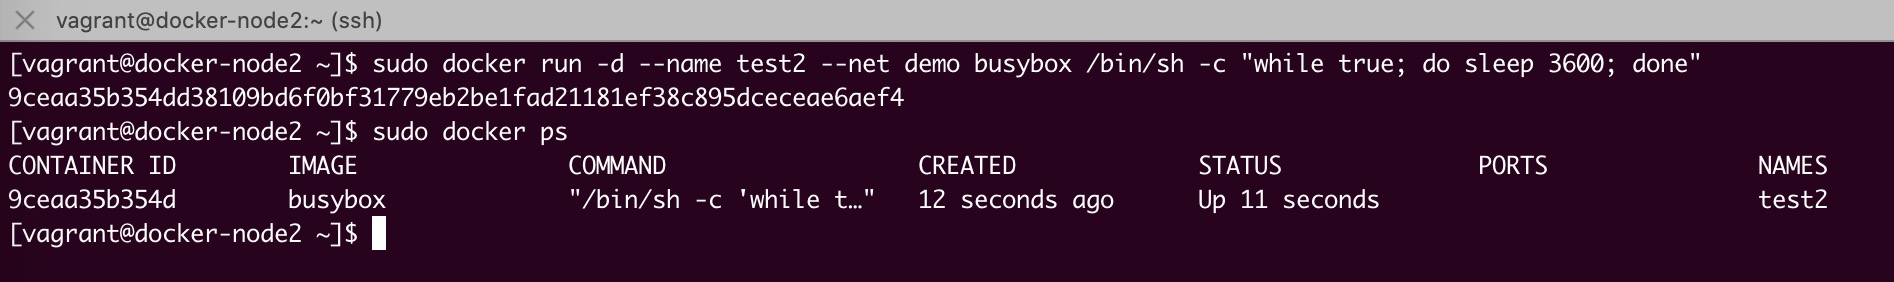 vagrant@docker-node2:~ (ssh)
[vagrant@docker-node2 ~]$ sudo docker run -d --name test2 --net demo busybox /bin/sh -c "while true; do sleep 3600; done"
9ceaa35b354dd38109bd6f0bf31779eb2be1fad21181ef38c895dceceae6aef4
[vagrant@docker-node2 ~]$ sudo docker ps
CONTAINER ID        IMAGE               COMMAND                  CREATED             STATUS              PORTS               NAMES
9ceaa35b354d        busybox             "/bin/sh -c 'while t…"   12 seconds ago      Up 11 seconds                           test2
[vagrant@docker-node2 ~]$